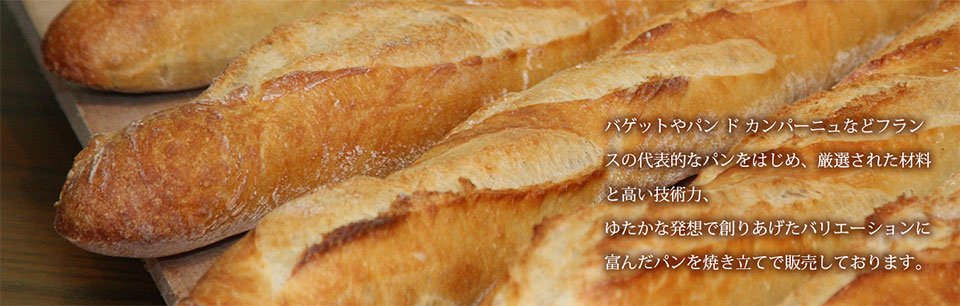 バゲットやパン ド カンパーニュなどフラン
スの代表的なパンをはじめ、厳選された材料
と高い技術力、
ゆたかな発想で創りあげたバリエーションに
富んだパンを焼き立てで販売しております。